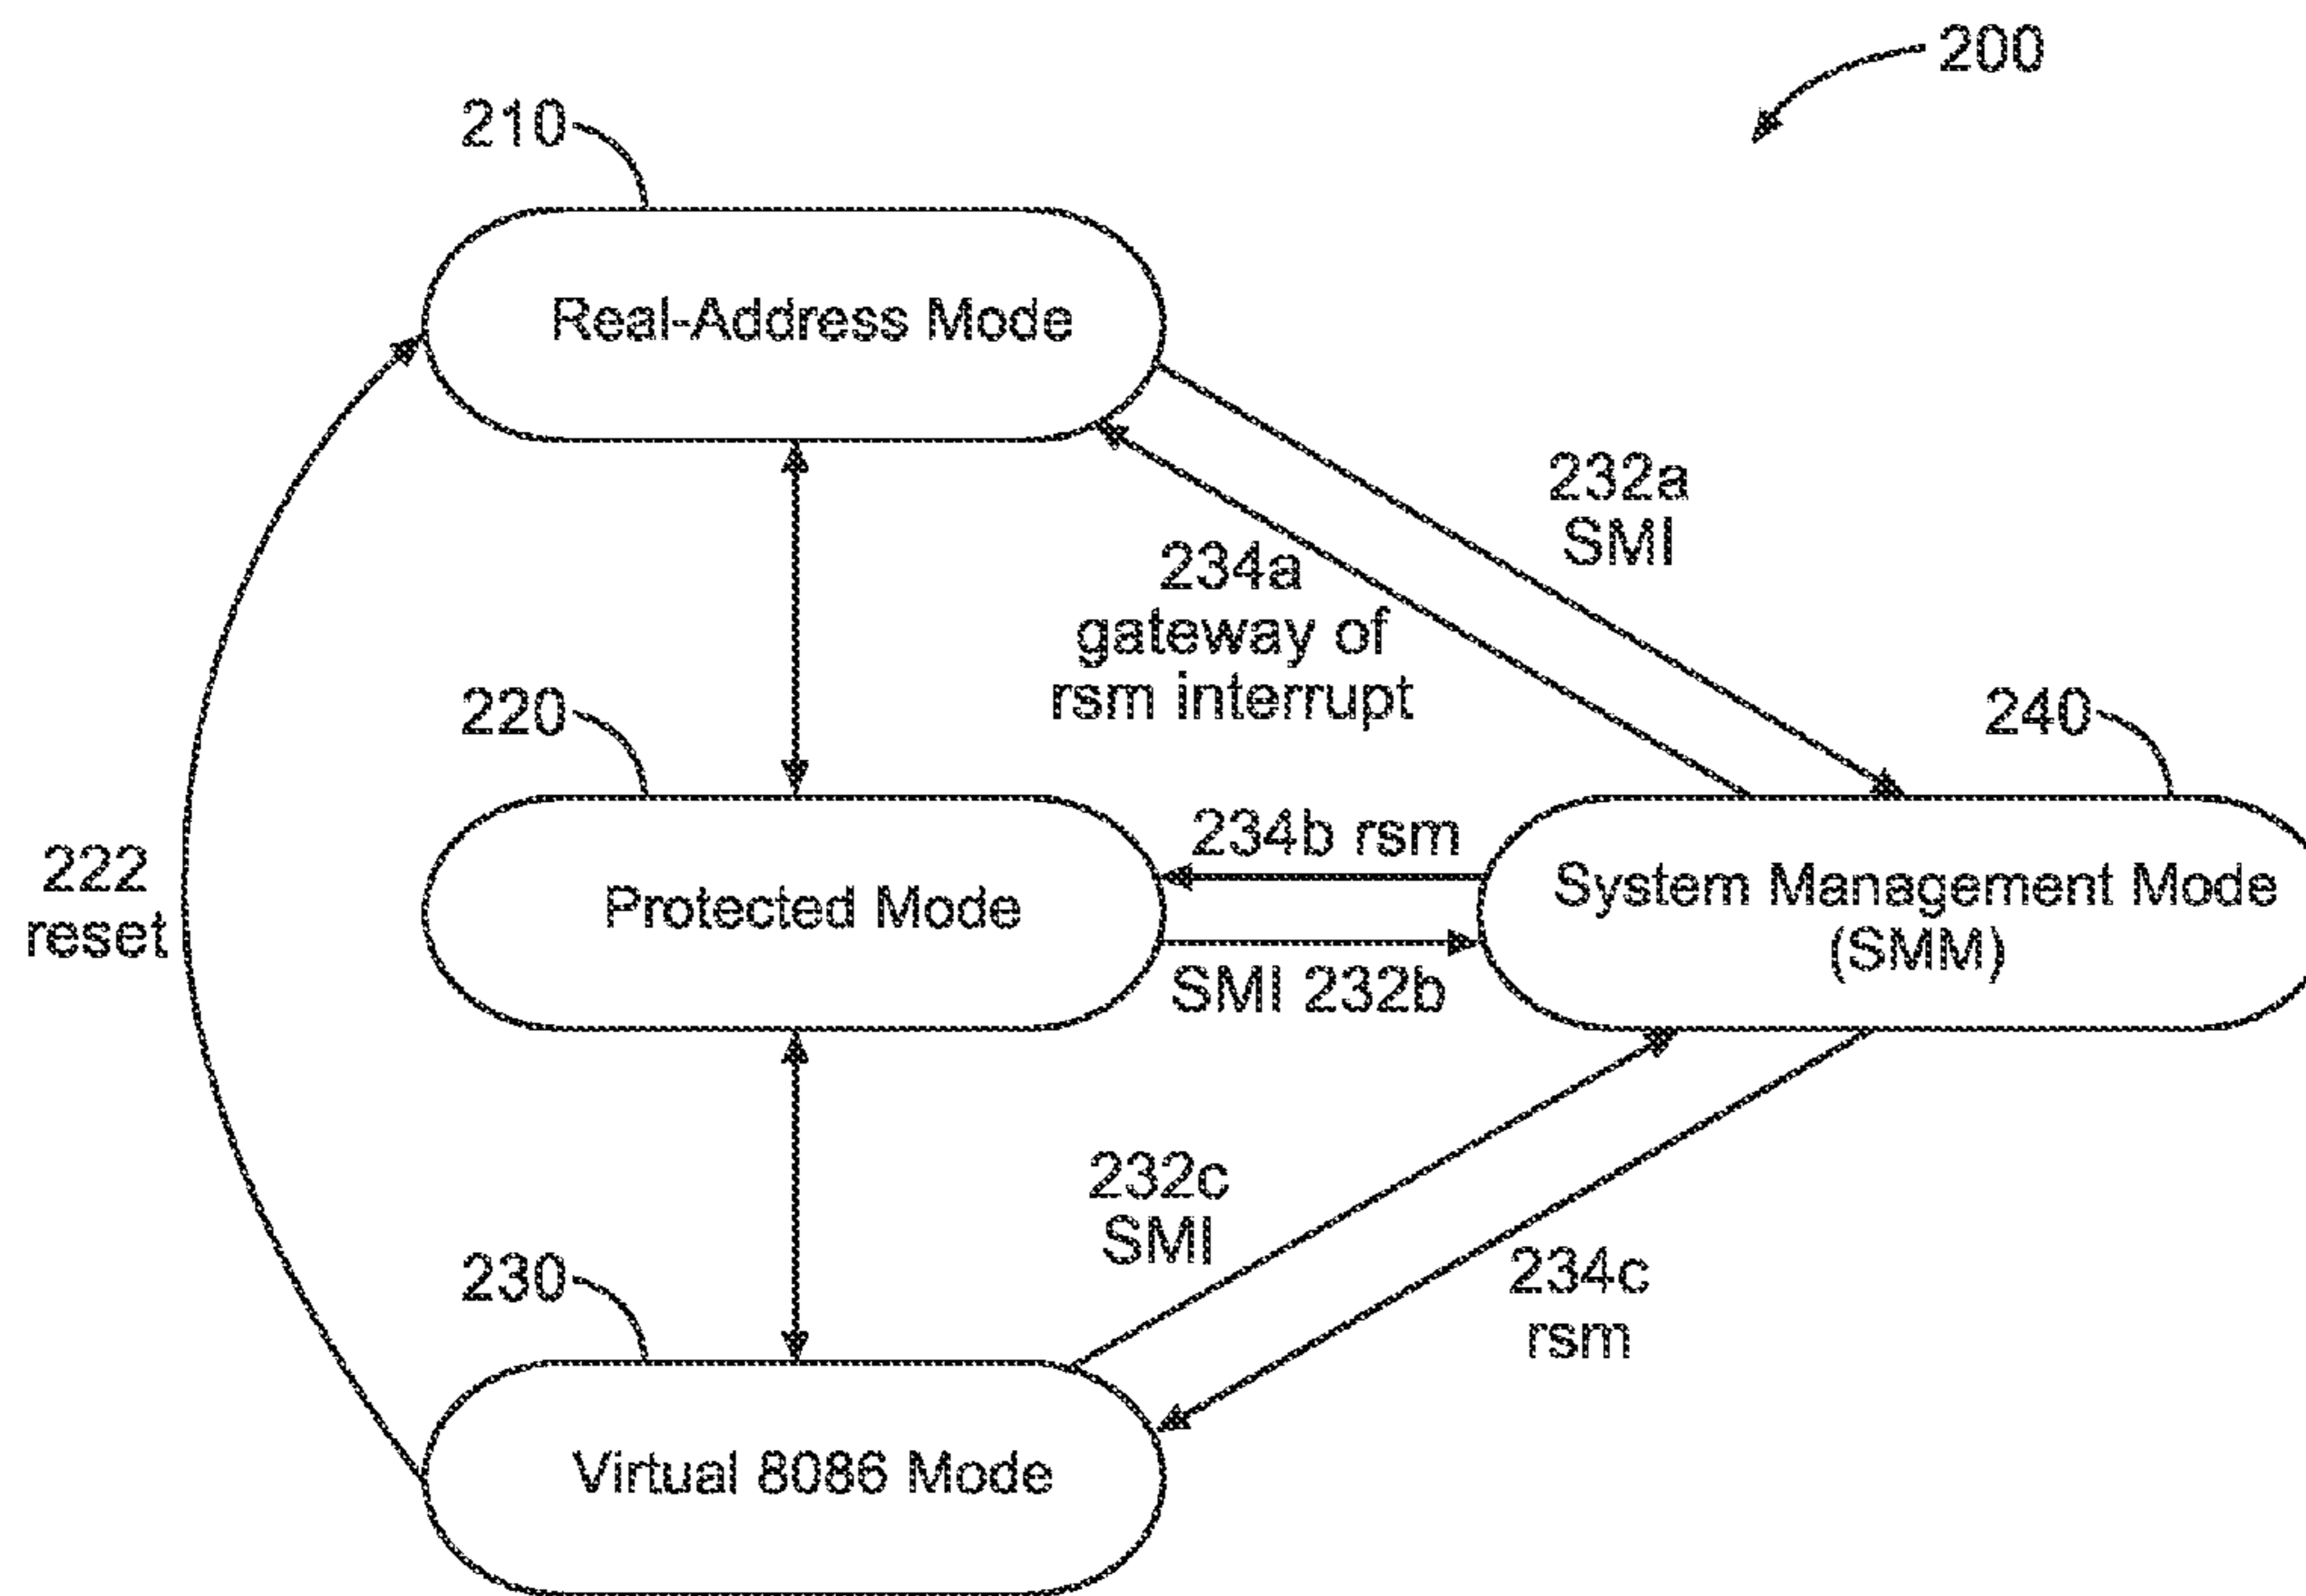 200
210
Real-Address Mode
232a
SMI
234a
gateway of
rsm interrupt
220
240
222
reset
234b rsm
Protected Mode
System Management Mode
(SMM)
SMI 232b
232c
SMI
234c
rsm
230
Virtual 8086 Mode